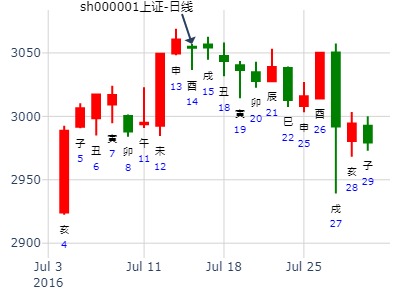 sh000001上证-日线
3050
3000
2950
2900
亥
4
子
5
丑
6
寅
7
卯
8
午
11
未
12
申
13
酉
14
戌
15
丑
18
寅
19
卯
20
辰
21
巳
22
申
25
酉
26
戌
27
亥
28
子
29
Jul 3
2016
Jul 11
Jul 18
Jul 25